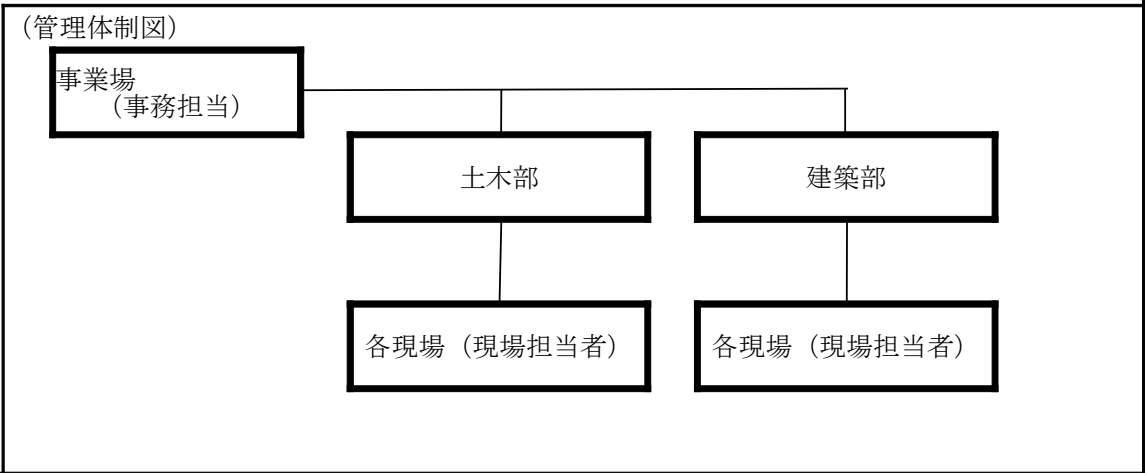 （管理体制図）
事業場
（事務担当）
土木部
建築部
各現場（現場担当者）
各現場（現場担当者）